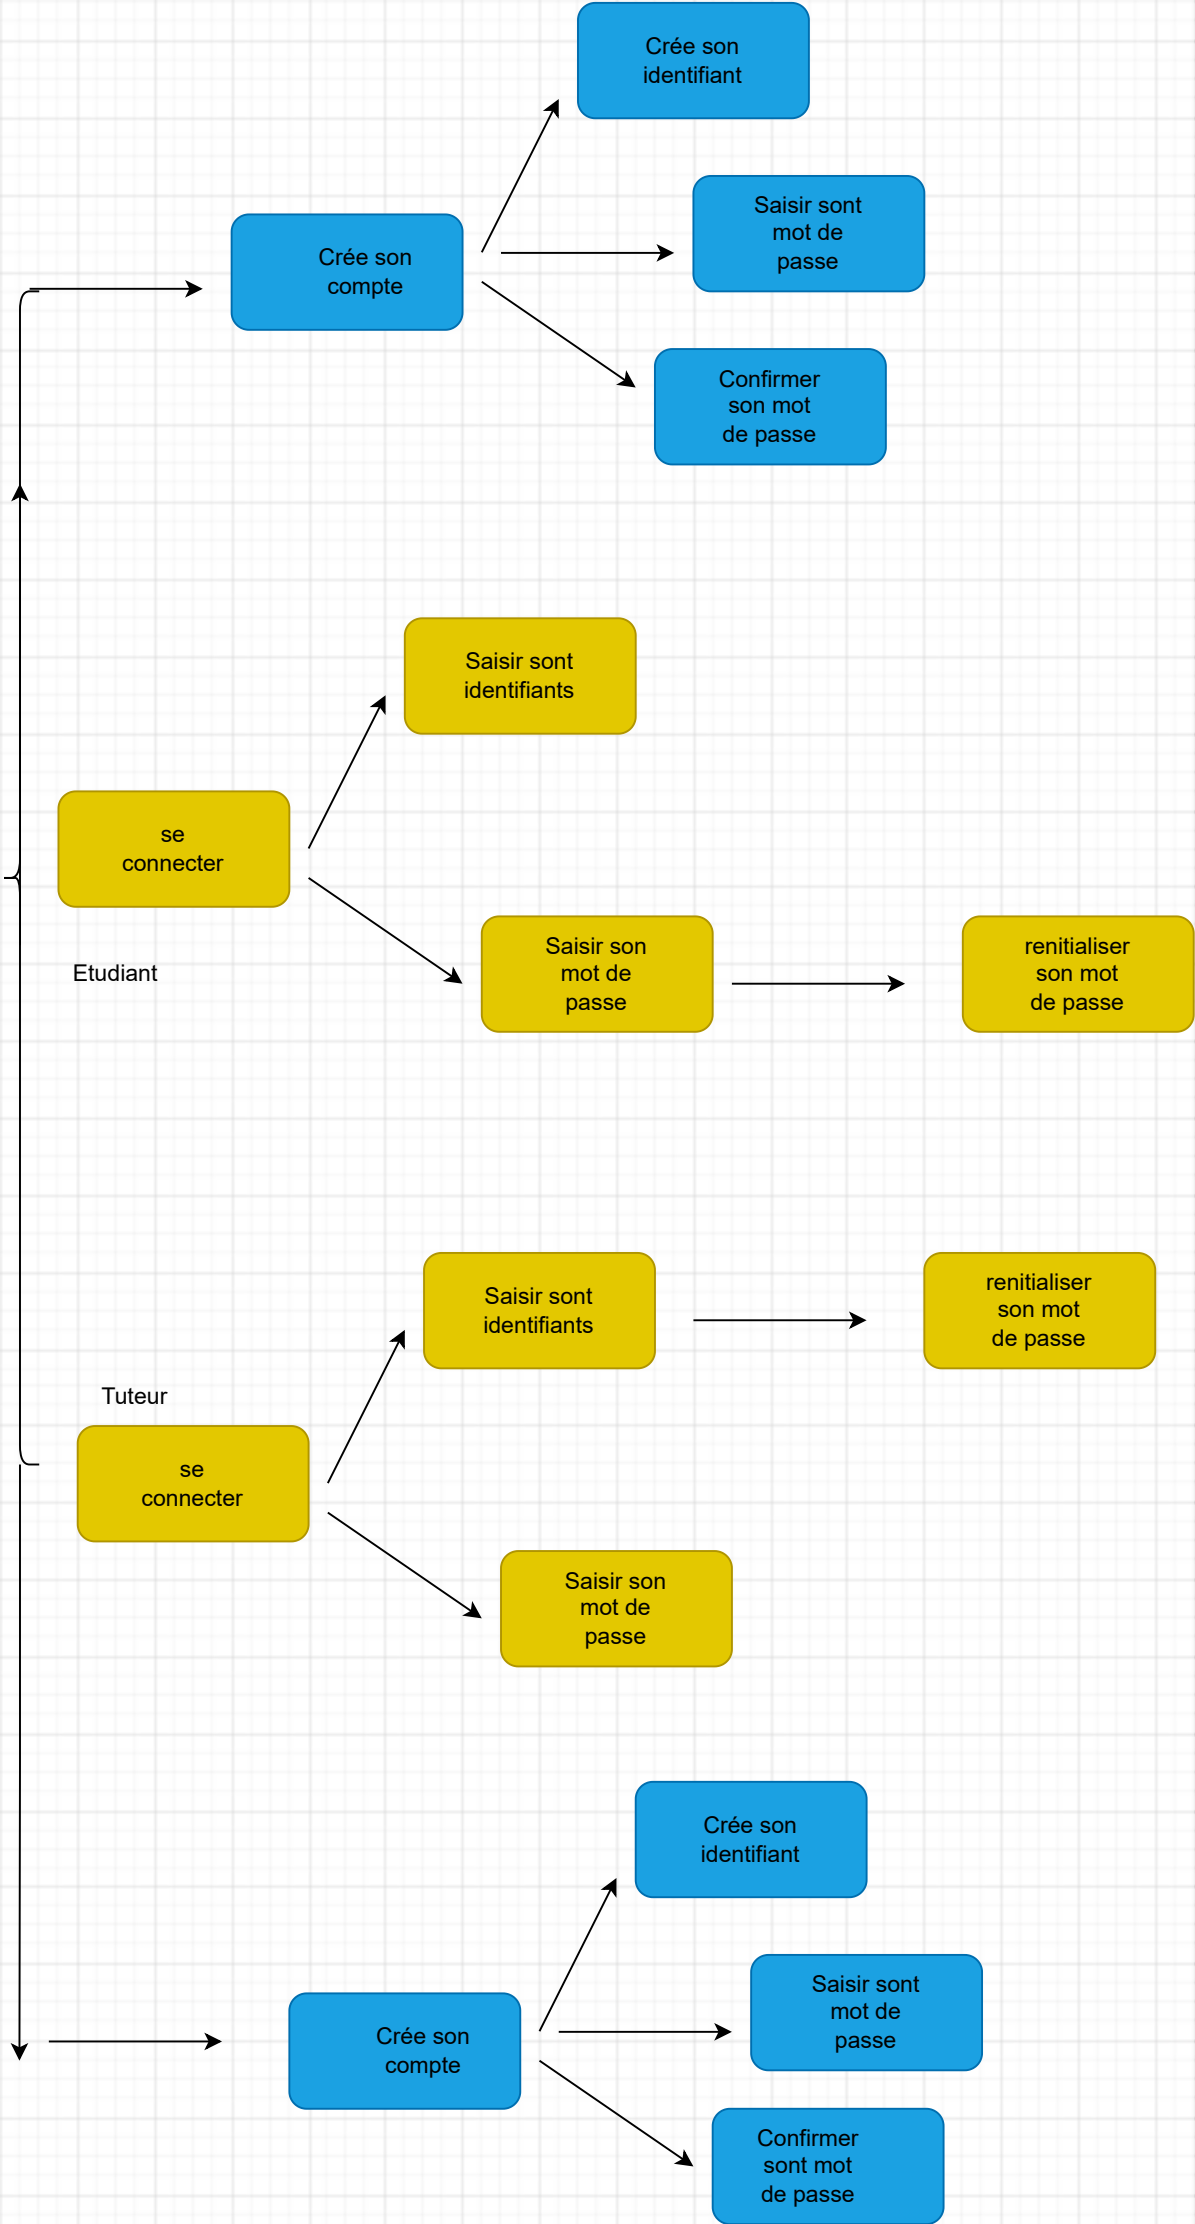 Crée son
identifiant
Saisir sont
mot de
passe
Crée son
compte
Confirmer
son mot
de passe
Saisir sont
identifiants
se
connecter
Saisir son
mot de
passe
renitialiser
son mot
de passe
Etudiant
Saisir sont
identifiants
renitialiser
son mot
de passe
Tuteur
se
connecter
Saisir son
mot de
passe
Crée son
identifiant
Saisir sont
mot de
passe
Crée son
compte
Confirmer
sont mot
de passe